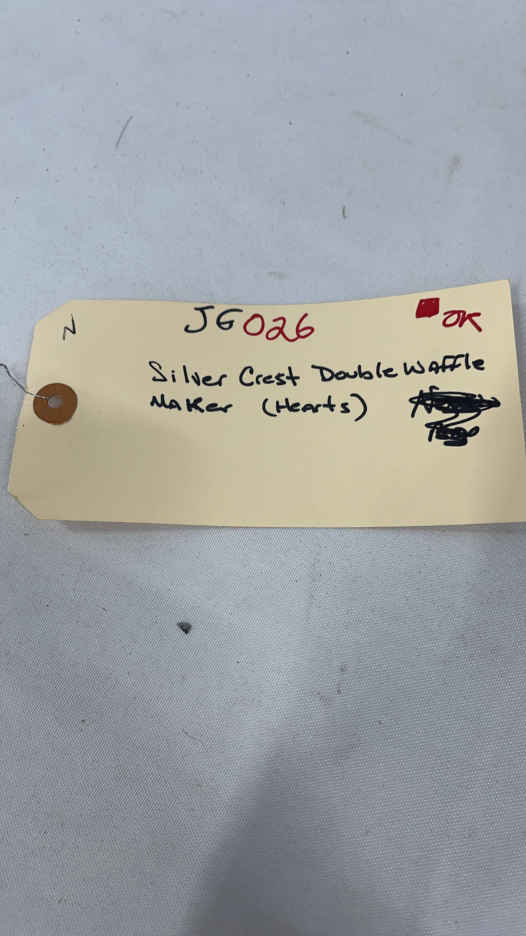 N
JG026
OK
Silver Crest Double Waffle
Maker (Hearts)